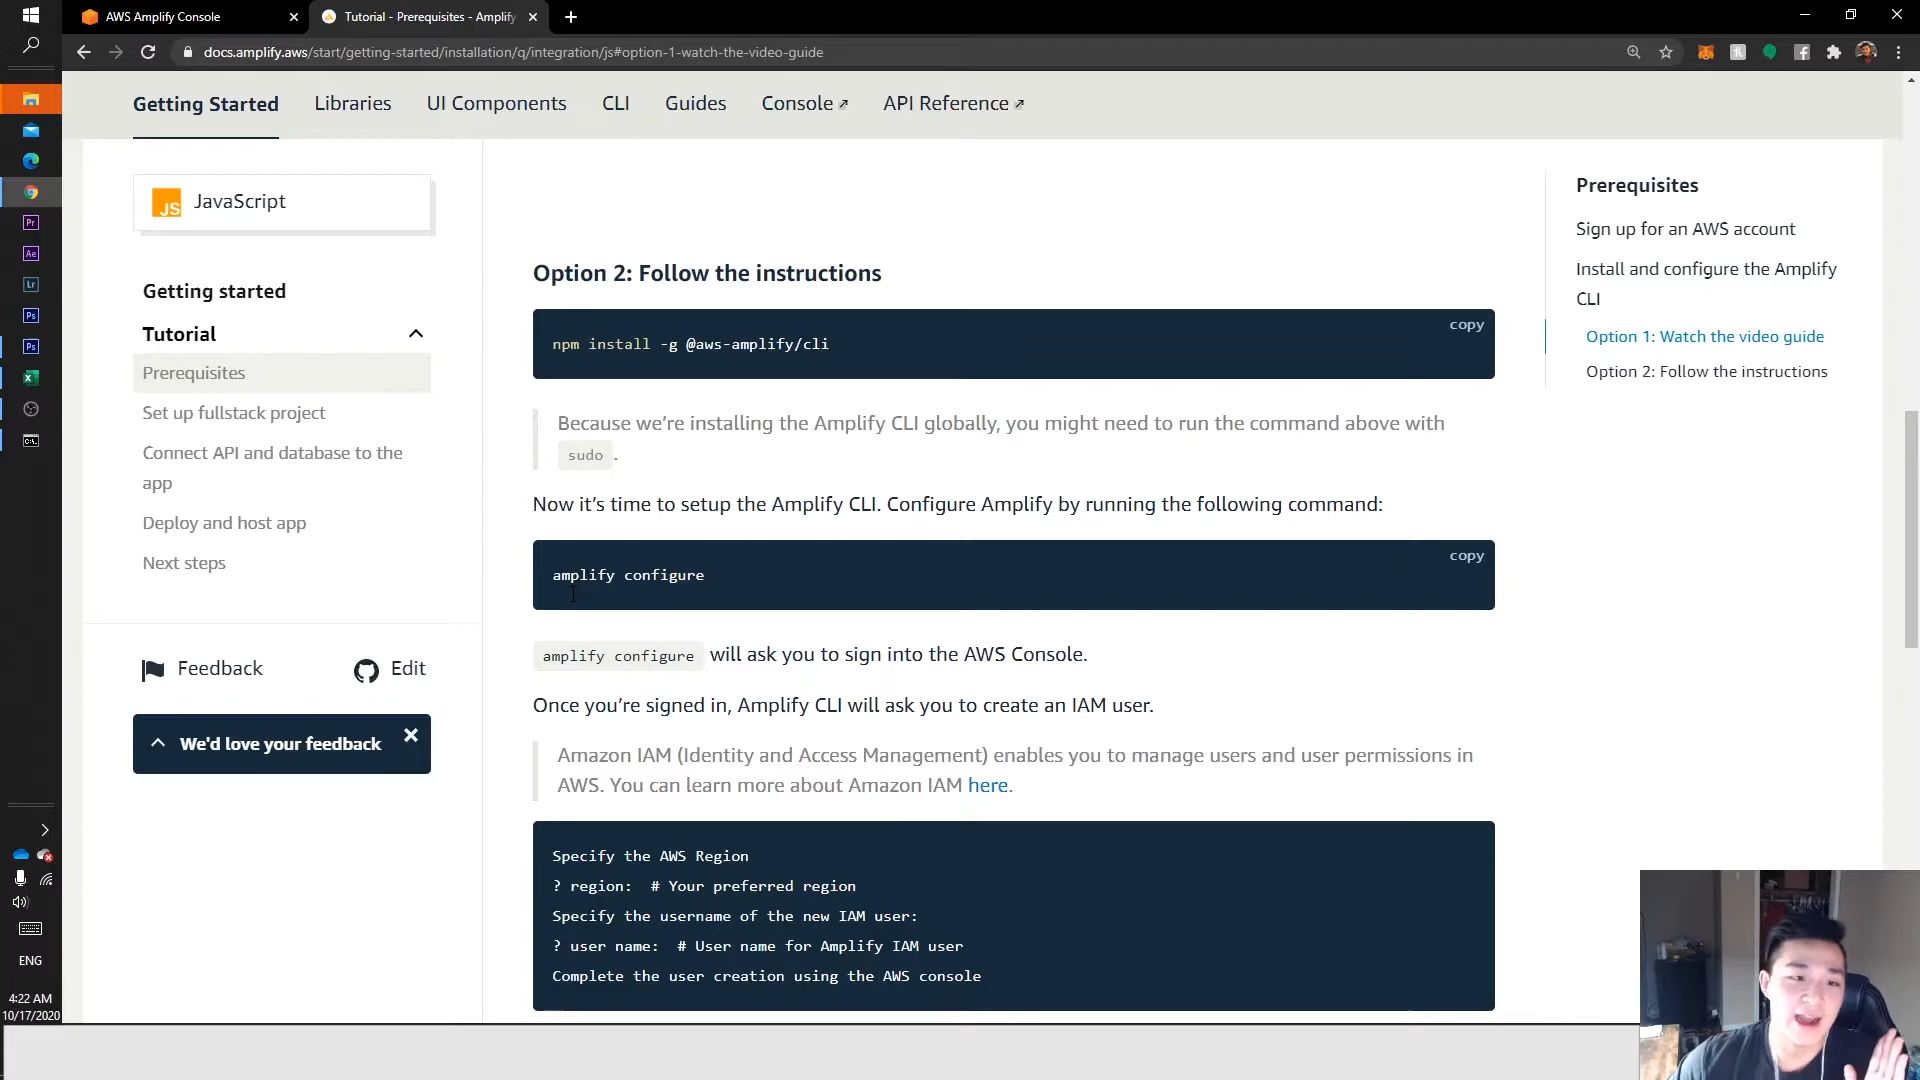 AWS Amplify Console
Tutorial - Prerequisites - Amplify
docs.amplify.aws/start/getting-started/installation/q/integration/js#option-1-watch-the-video-guide
Getting Started
Libraries
UI Components
CLI
Guides
Console
API Reference
JS
JavaScript
Getting started
Tutorial
Prerequisites
Set up fullstack project
Connect API and database to the
app
Deploy and host app
Next steps
Feedback
Edit
We'd love your feedback
Option 2: Follow the instructions
copy
npm install -g @aws-amplify/cli
Because we're installing the Amplify CLI globally, you might need to run the command above with
sudo .
Now it's time to setup the Amplify CLI. Configure Amplify by running the following command:
copy
amplify configure
amplify configure will ask you to sign into the AWS Console.
Once you're signed in, Amplify CLI will ask you to create an IAM user.
Amazon IAM (Identity and Access Management) enables you to manage users and user permissions in
AWS. You can learn more about Amazon IAM here.
Specify the AWS Region
? region:  # Your preferred region
Specify the username of the new IAM user:
? user name:  # User name for Amplify IAM user
Complete the user creation using the AWS console
Prerequisites
Sign up for an AWS account
Install and configure the Amplify
CLI
Option 1: Watch the video guide
Option 2: Follow the instructions
Pr
Ae
Lr
Ps
Ps
ENG
4:22 AM
10/17/2020